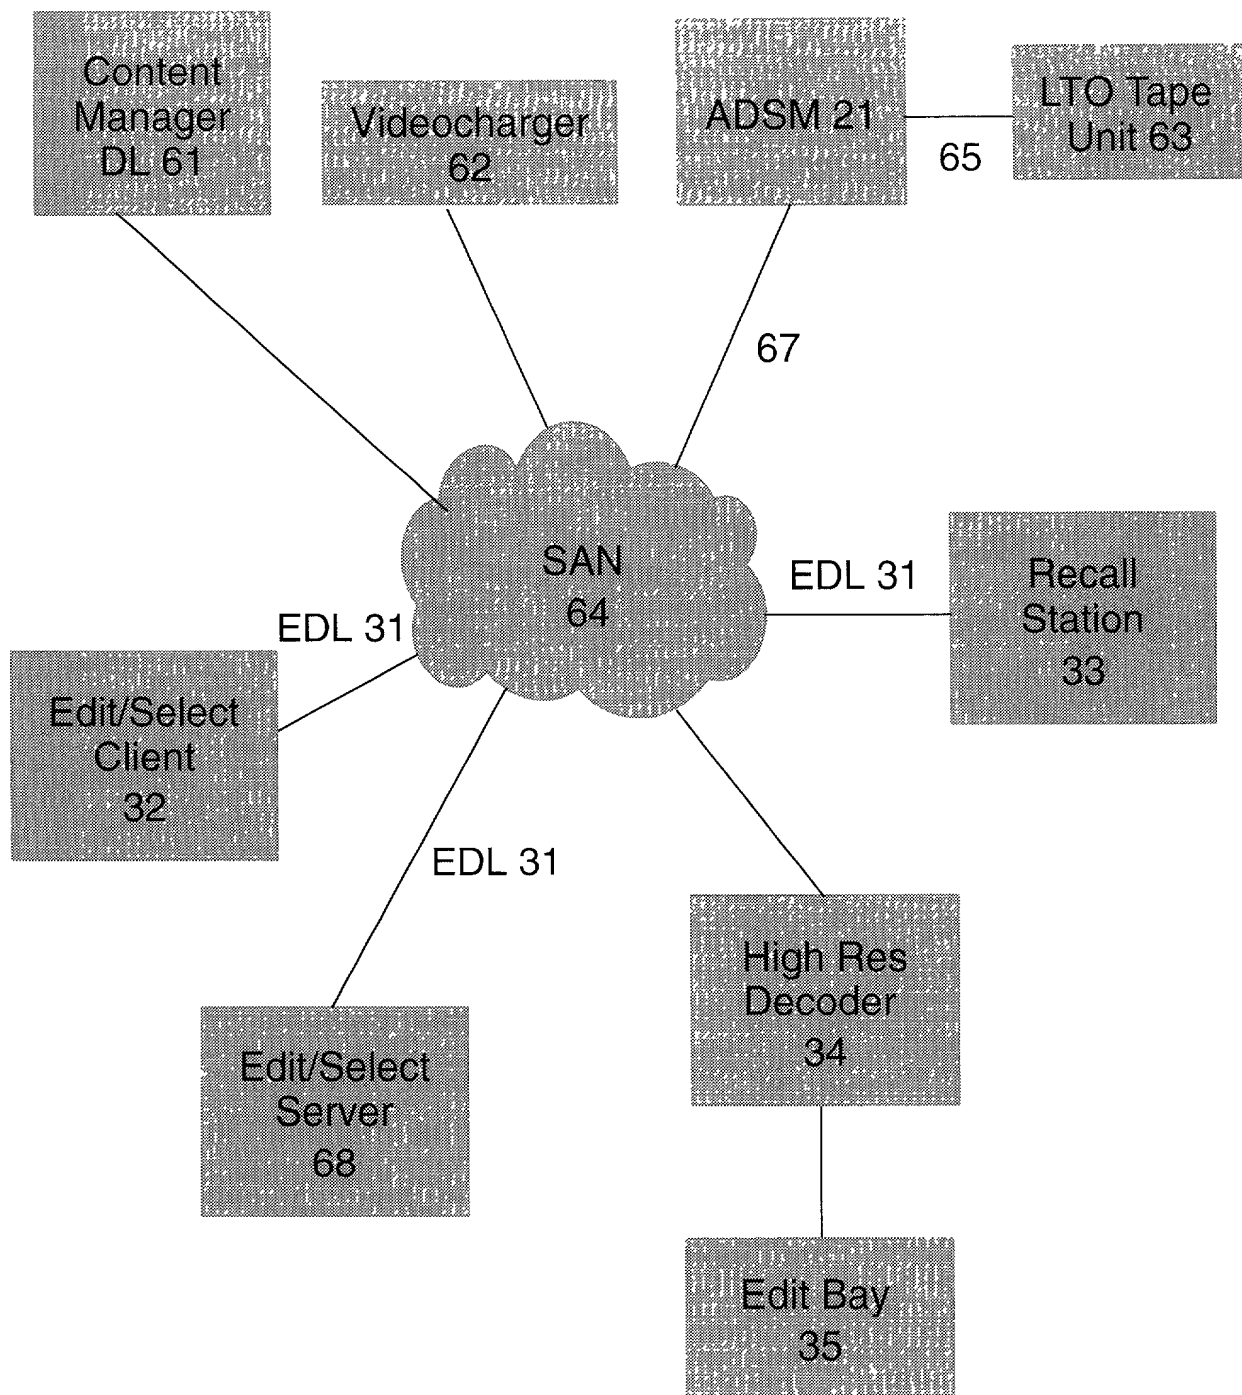 Content
Manager
DL 61
Videocharger
62
ADSM 21
65
LTO Tape
Unit 63
67
SAN
64
EDL 31
Recall
Station
33
EDL 31
Edit/Select
Client
32
EDL 31
High Res
Decoder
34
Edit/Select
Server
68
Edit Bay
35